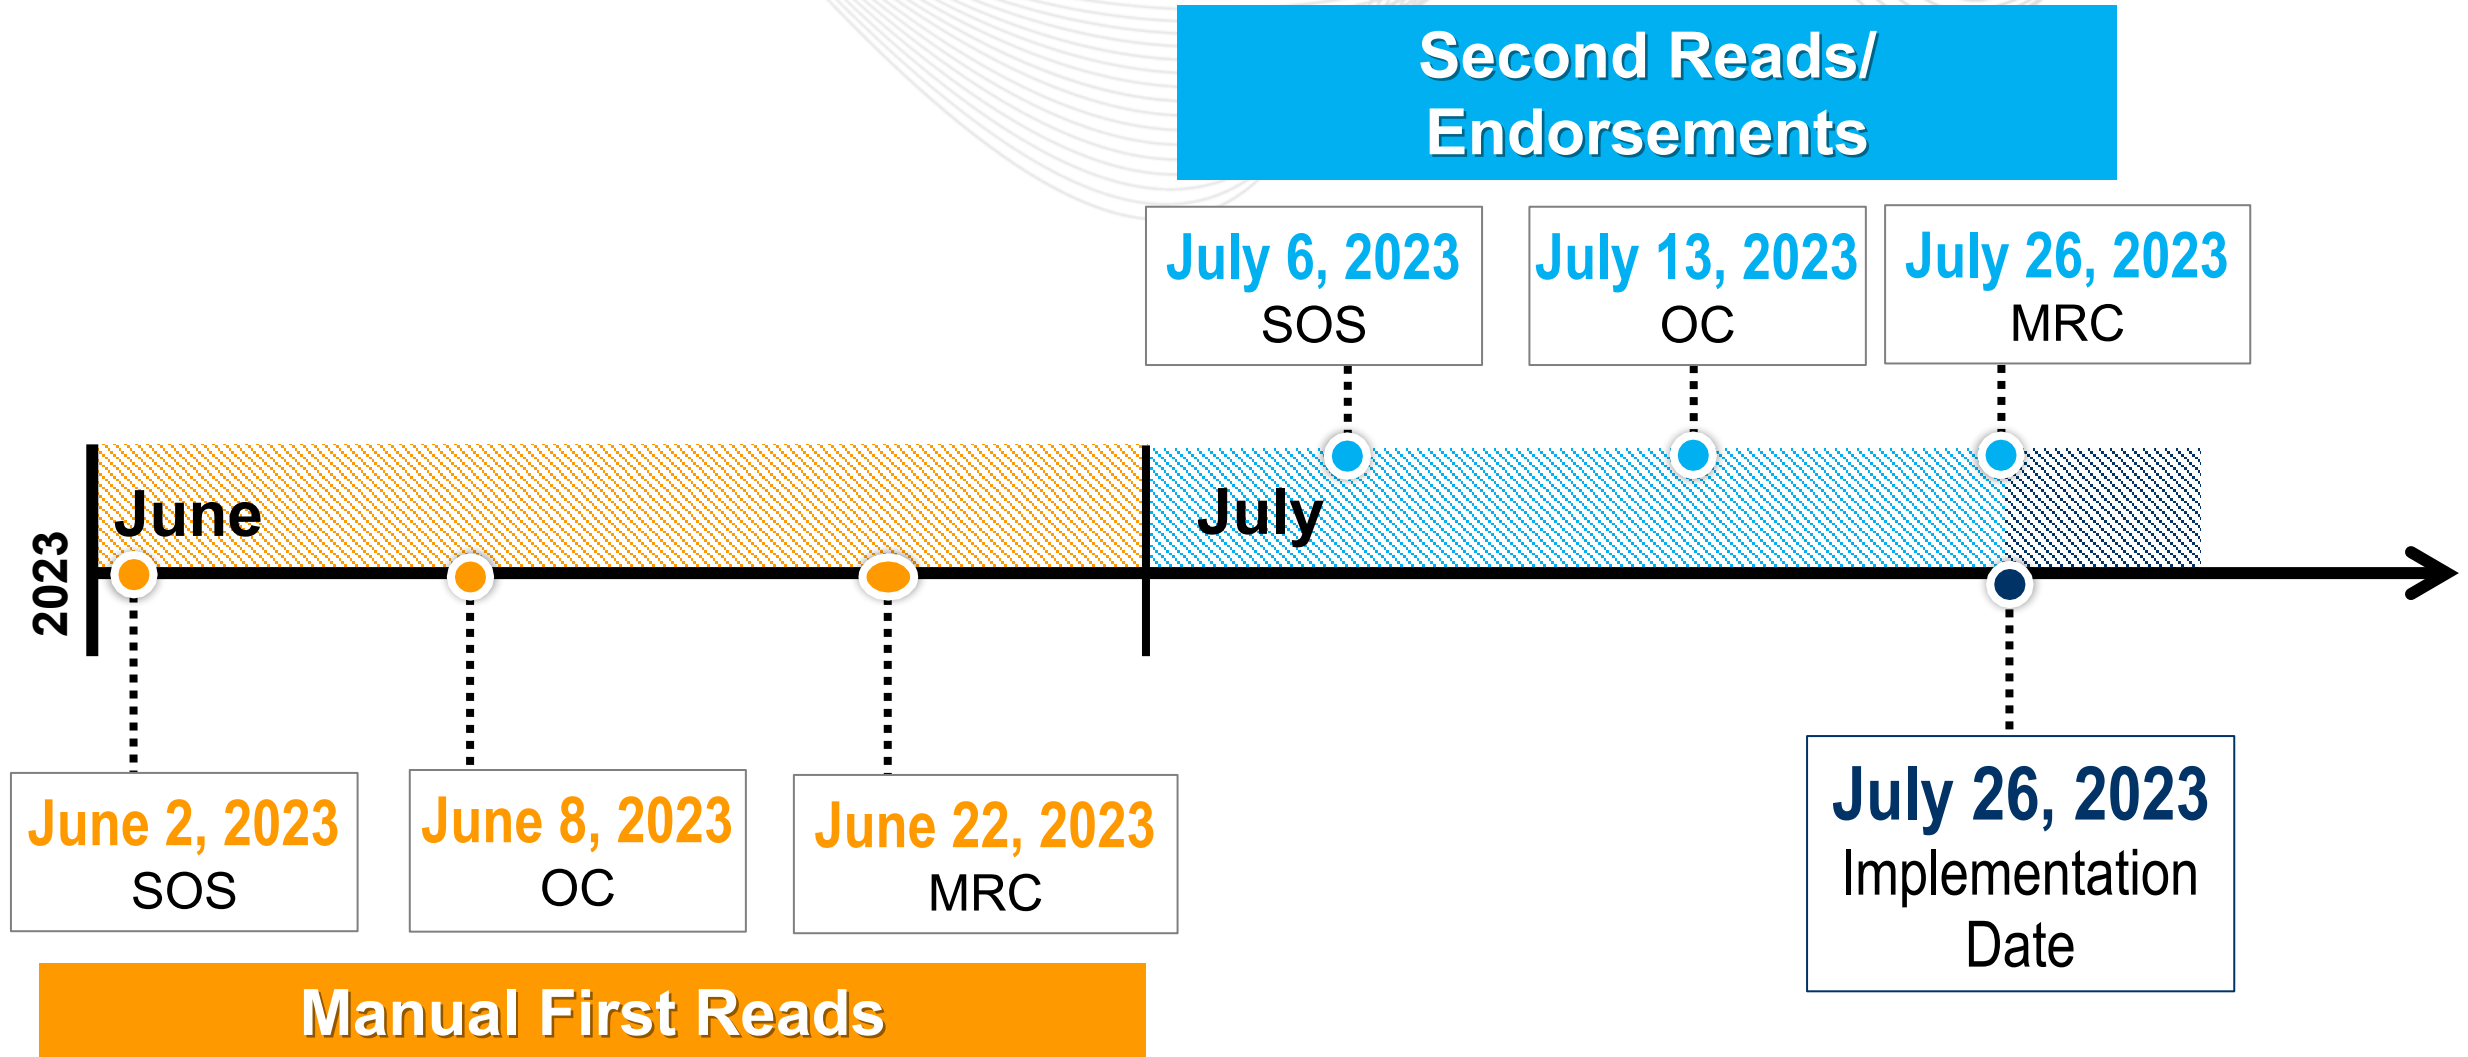 Second Reads/
Endorsements
July 6, 2023
SOS
July 13, 2023
OC
July 26, 2023
MRC
2023
June
July
June 2, 2023
SOS
June 8, 2023
OC
June 22, 2023
MRC
July 26, 2023
Implementation
Date
Manual First Reads